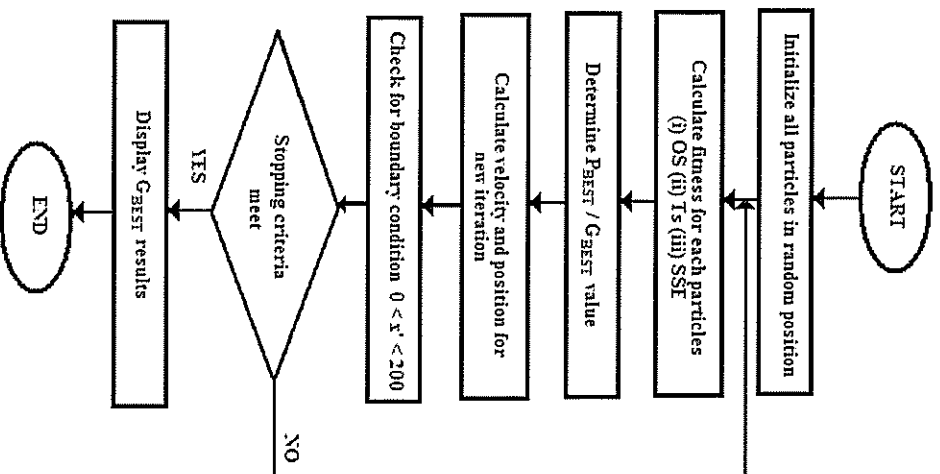 START
Initialize all particles in random position
Calculate fitness for each particles
(i) OS (ii) Ts (iii) SSE
Determine PBEST / GBEST value
Calculate velocity and position for
new iteration
Check for boundary condition 0 < x' < 200
Stopping criteria
meet
NO
YES
Display GBEST results
END